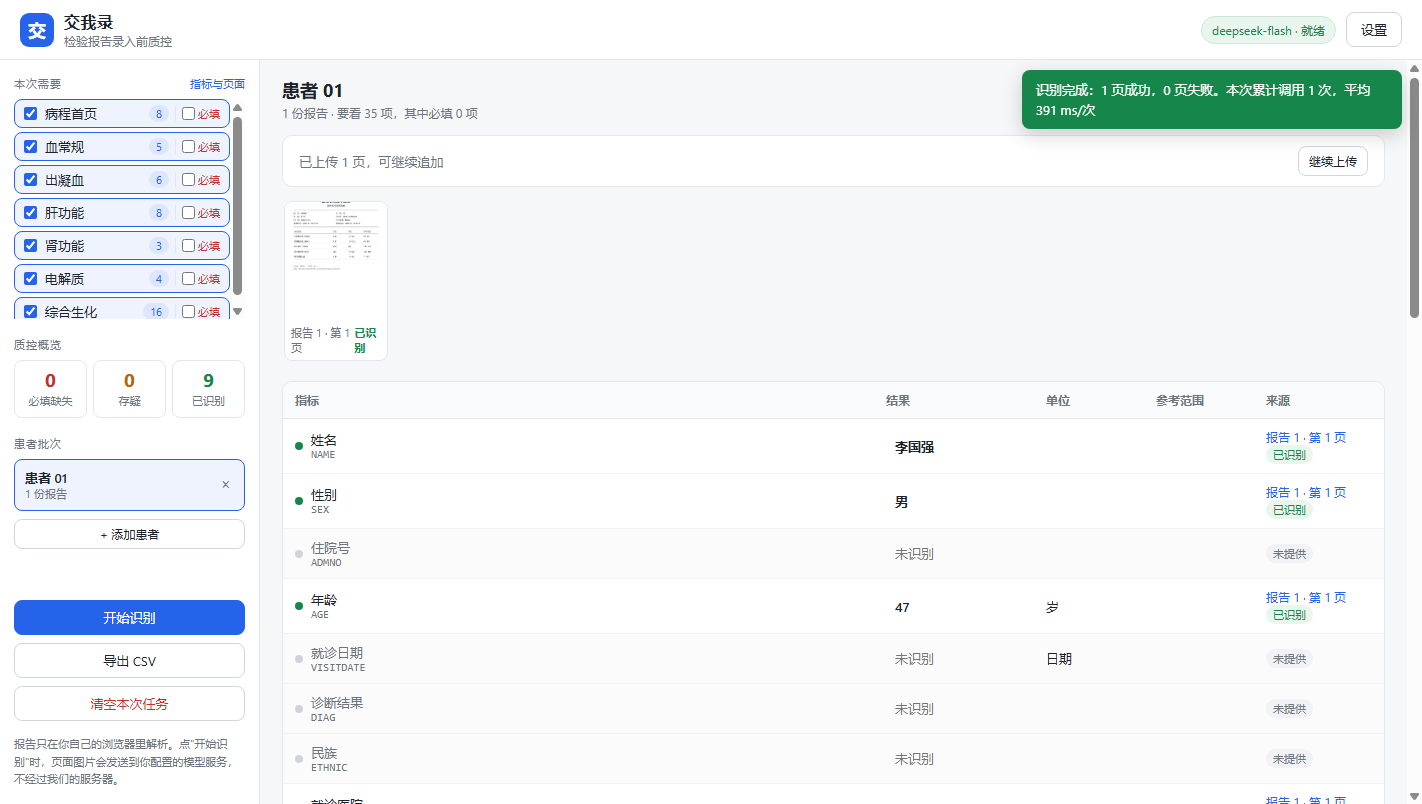 交
交我录
检验报告录入前质控
deepseek-flash · 就绪
设置
本次需要
指标与页面
病程首页 8 必填
血常规 5 必填
出凝血 6 必填
肝功能 8 必填
肾功能 3 必填
电解质 4 必填
综合生化 16 必填
质控概览
0 必填缺失
0 存疑
9 已识别
患者批次
患者 01
1 份报告
×
+ 添加患者
开始识别
导出 CSV
清空本次任务
报告只在你自己的浏览器里解析。点“开始识
别”时，页面图片会发送到你配置的模型服务，
不经过我们的服务器。
患者 01
1 份报告 · 要看 35 项，其中必填 0 项
识别完成：1 页成功，0 页失败。本次累计调用 1 次，平均
391 ms/次
已上传 1 页，可继续追加
继续上传
报告 1 · 第 1 页
已识别
指标 结果 单位 参考范围 来源
姓名 NAME 李国强 报告 1 · 第 1 页 已识别
性别 SEX 男 报告 1 · 第 1 页 已识别
住院号 ADMNO 未识别 未提供
年龄 AGE 47 岁 报告 1 · 第 1 页 已识别
就诊日期 VISITDATE 未识别 日期 未提供
诊断结果 DIAG 未识别 未提供
民族 ETHNIC 未识别 未提供
就诊医院 报告 1 · 第 1 页